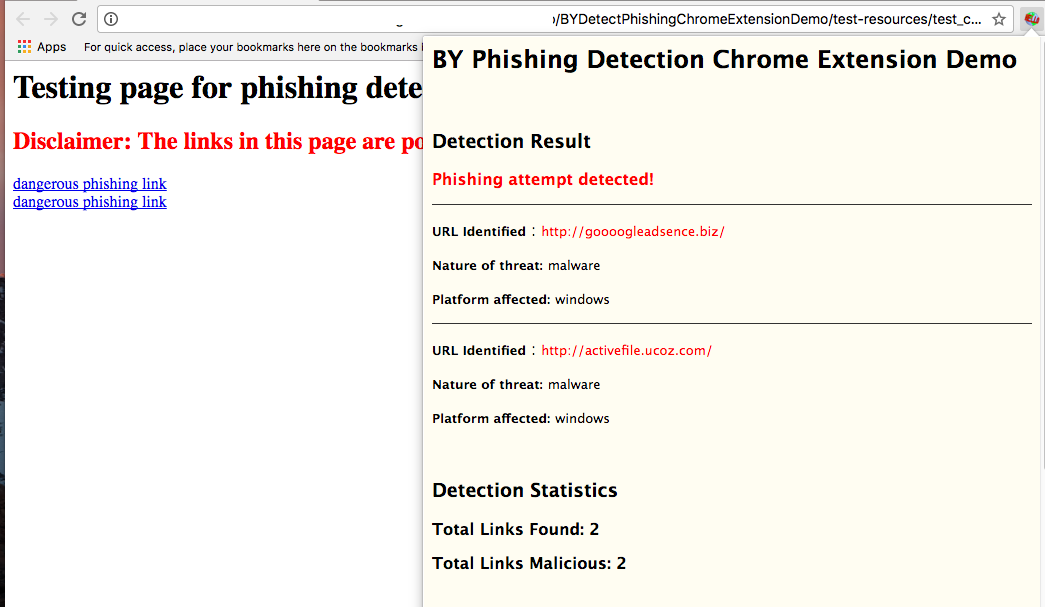 /BYDetectPhishingChromeExtensionDemo/test-resources/test_c...
Apps For quick access, place your bookmarks here on the bookmarks
Testing page for phishing dete
Disclaimer: The links in this page are po
dangerous phishing link
dangerous phishing link
BY Phishing Detection Chrome Extension Demo
Detection Result
Phishing attempt detected!
URL Identified : http://goooogleadsence.biz/
Nature of threat: malware
Platform affected: windows
URL Identified : http://activefile.ucoz.com/
Nature of threat: malware
Platform affected: windows
Detection Statistics
Total Links Found: 2
Total Links Malicious: 2